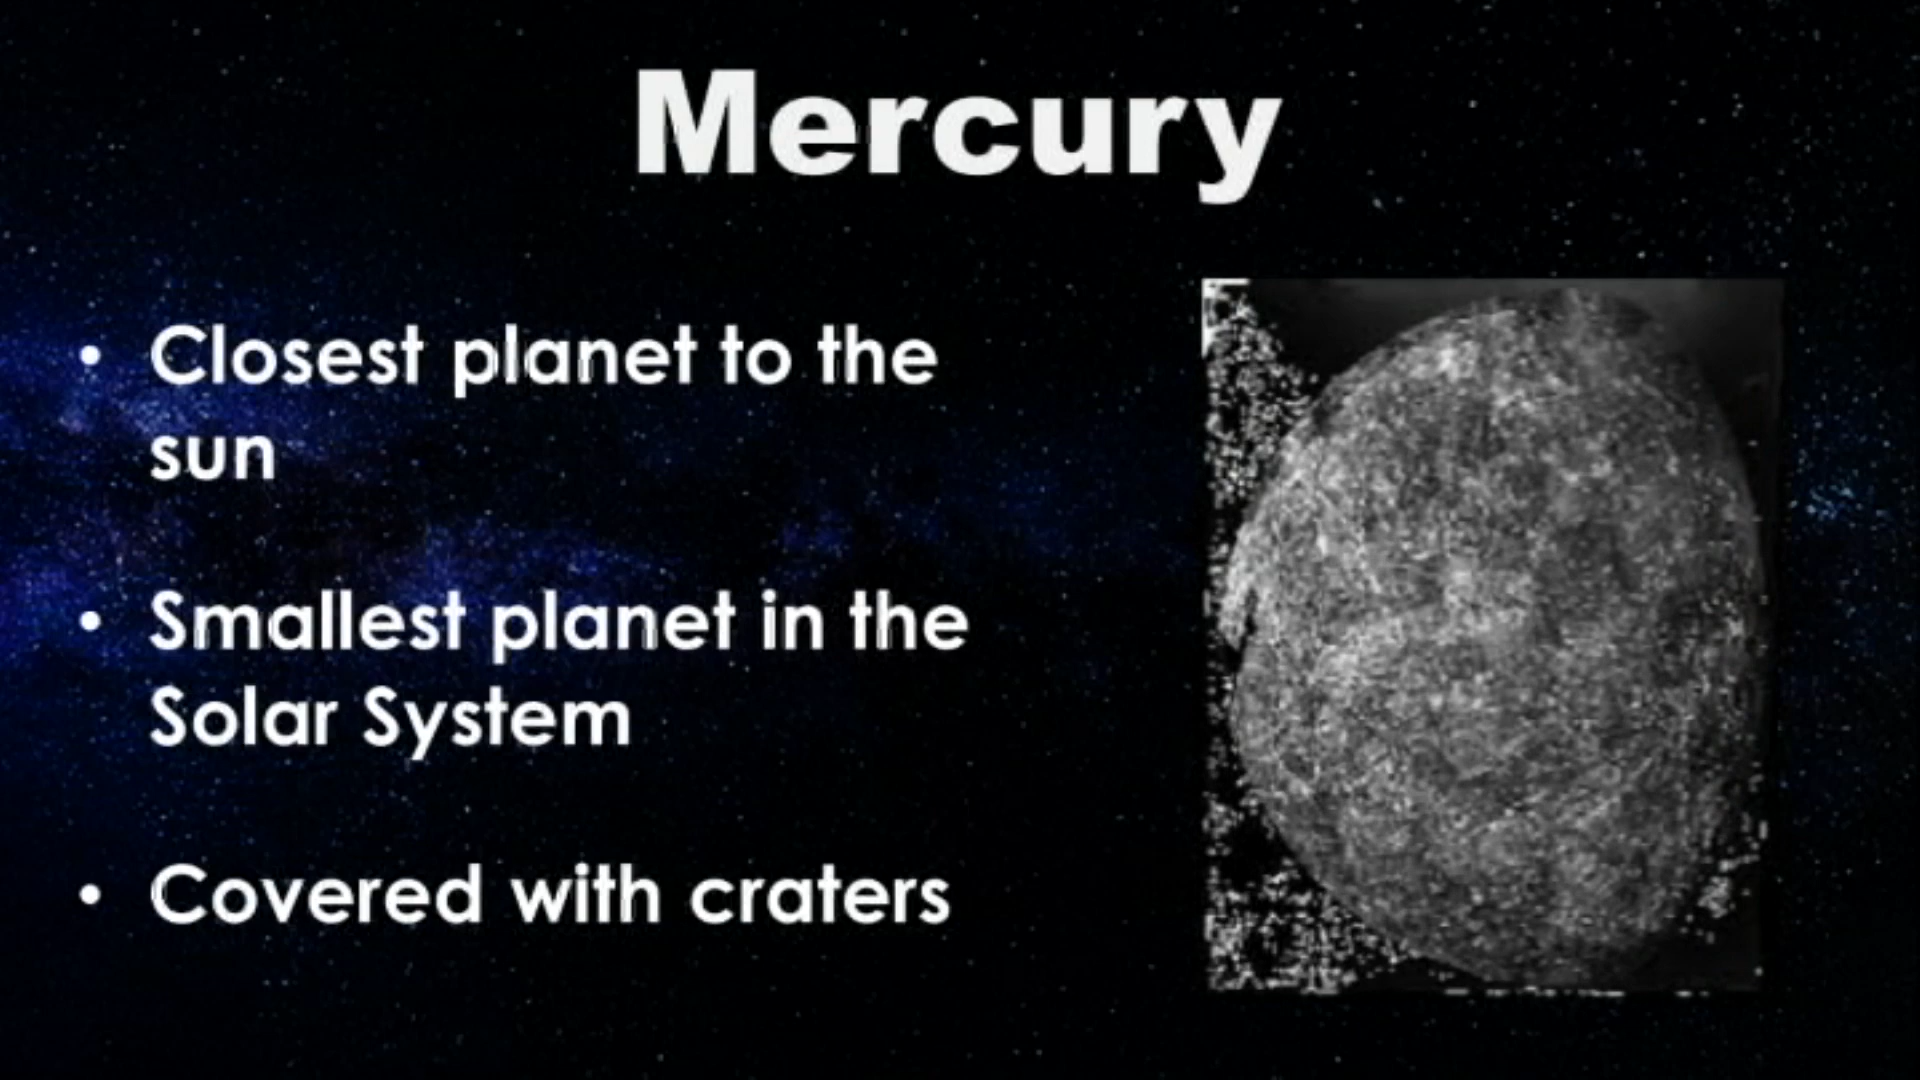 Mercury
• Closest planet to the
sun
• Smallest planet in the
Solar System
• Covered with craters